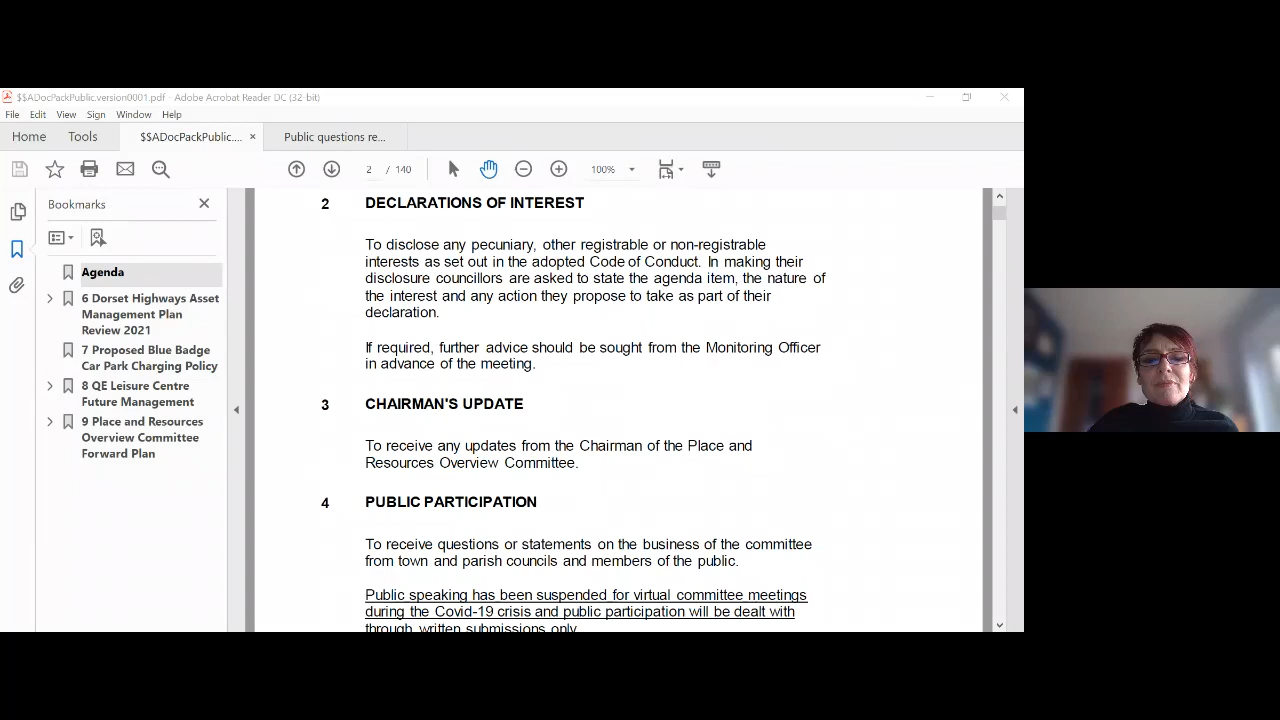 $$ADocPackPublic.version0001.pdf - Adobe Acrobat Reader DC (32-bit)
File Edit View Sign Window Help
Home Tools $$ADocPackPublic.... × Public questions re...
2 / 140 100%
Bookmarks
Agenda
6 Dorset Highways Asset
Management Plan
Review 2021
7 Proposed Blue Badge
Car Park Charging Policy
8 QE Leisure Centre
Future Management
9 Place and Resources
Overview Committee
Forward Plan
2 DECLARATIONS OF INTEREST
To disclose any pecuniary, other registrable or non-registrable
interests as set out in the adopted Code of Conduct. In making their
disclosure councillors are asked to state the agenda item, the nature of
the interest and any action they propose to take as part of their
declaration.
If required, further advice should be sought from the Monitoring Officer
in advance of the meeting.
3 CHAIRMAN'S UPDATE
To receive any updates from the Chairman of the Place and
Resources Overview Committee.
4 PUBLIC PARTICIPATION
To receive questions or statements on the business of the committee
from town and parish councils and members of the public.
Public speaking has been suspended for virtual committee meetings
during the Covid-19 crisis and public participation will be dealt with
through written submissions only